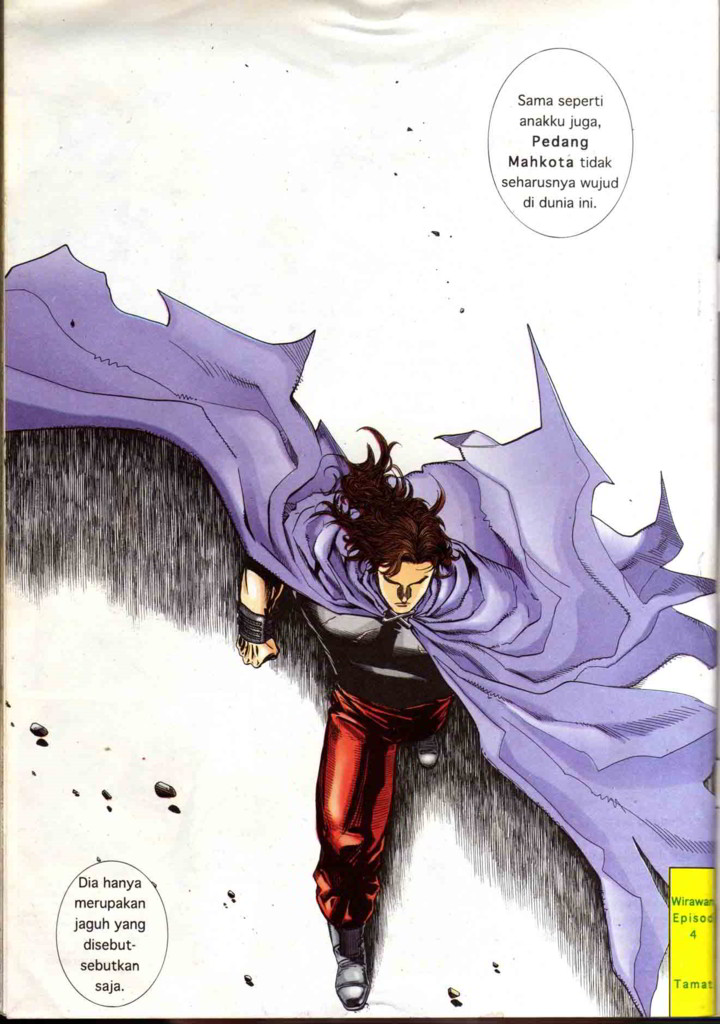 Sama seperti
anakku juga,
Pedang
Mahkota tidak
seharusnya wujud
di dunia ini.
Dia hanya
merupakan
jaguh yang
disebut-
sebutkan
saja.
Wirawan
Episod
4
Tamat